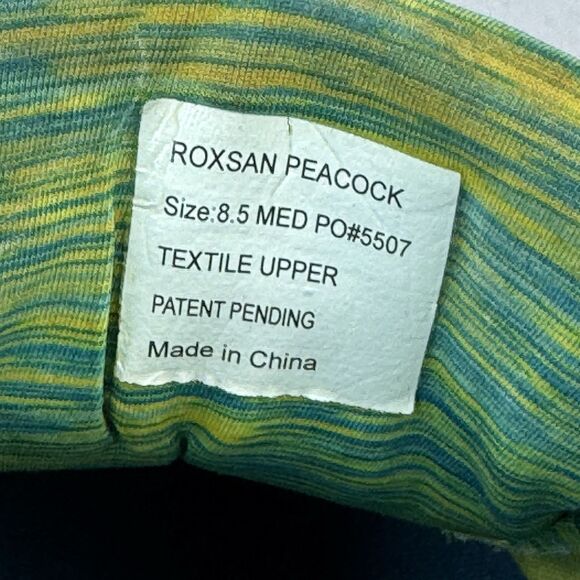 ROXSAN PEACOCK
Size:8.5 MED PO#5507
TEXTILE UPPER
PATENT PENDING
Made in China